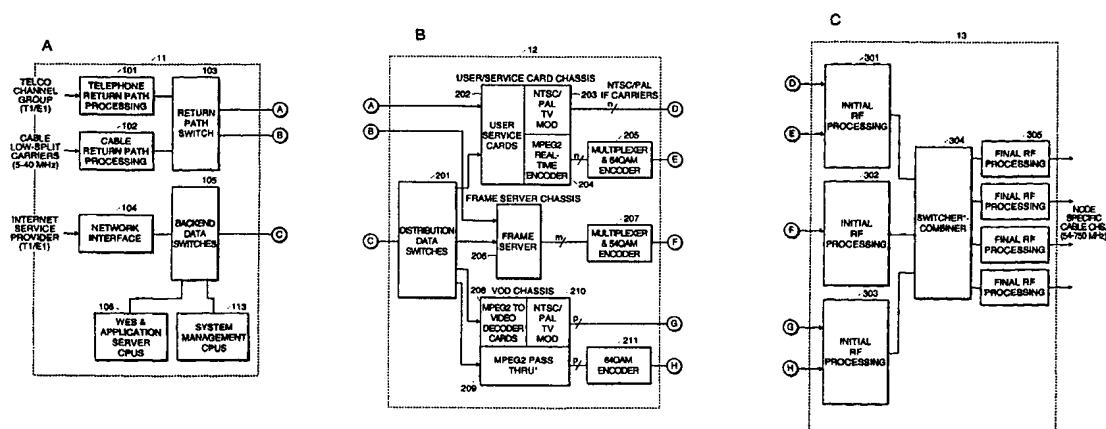 A
11
TELCO
CHANNEL
GROUP
(T1/E1)
101
TELEPHONE
RETURN PATH
PROCESSING
103
RETURN
PATH
SWITCH
A
B
CABLE
LOW-SPLIT
CARRIERS
(5-40 MHz)
102
CABLE
RETURN PATH
PROCESSING
105
BACKEND
DATA
SWITCHES
INTERNET
SERVICE
PROVIDER
(T1/E1)
104
NETWORK
INTERFACE
C
106
WEB &
APPLICATION
SERVER
CPUS
113
SYSTEM
MANAGEMENT
CPUS
B
12
USER/SERVICE CARD CHASSIS
A
B
C
202
USER
SERVICE
CARDS
NTSC/
PAL
TV
MOD
203
NTSC/PAL
IF CARRIERS
n
D
MPEG2
REAL-
TIME
ENCODER
204
n
205
MULTIPLEXER
& 64QAM
ENCODER
E
201
DISTRIBUTION
DATA
SWITCHES
FRAME SERVER CHASSIS
FRAME
SERVER
206
m
207
MULTIPLEXER
& 64QAM
ENCODER
F
VOD CHASSIS
208
MPEG2 TO
VIDEO
DECODER
CARDS
210
NTSC/
PAL
TV
MOD
p
G
MPEG2 PASS
THRU*
209
p
211
64QAM
ENCODER
H
C
13
D
E
301
INITIAL
RF
PROCESSING
F
302
INITIAL
RF
PROCESSING
G
H
303
INITIAL
RF
PROCESSING
304
SWITCHER*-
COMBINER
305
FINAL RF
PROCESSING
FINAL RF
PROCESSING
FINAL RF
PROCESSING
FINAL RF
PROCESSING
NODE
SPECIFIC
CABLE CHS.
(54-750 MHz)